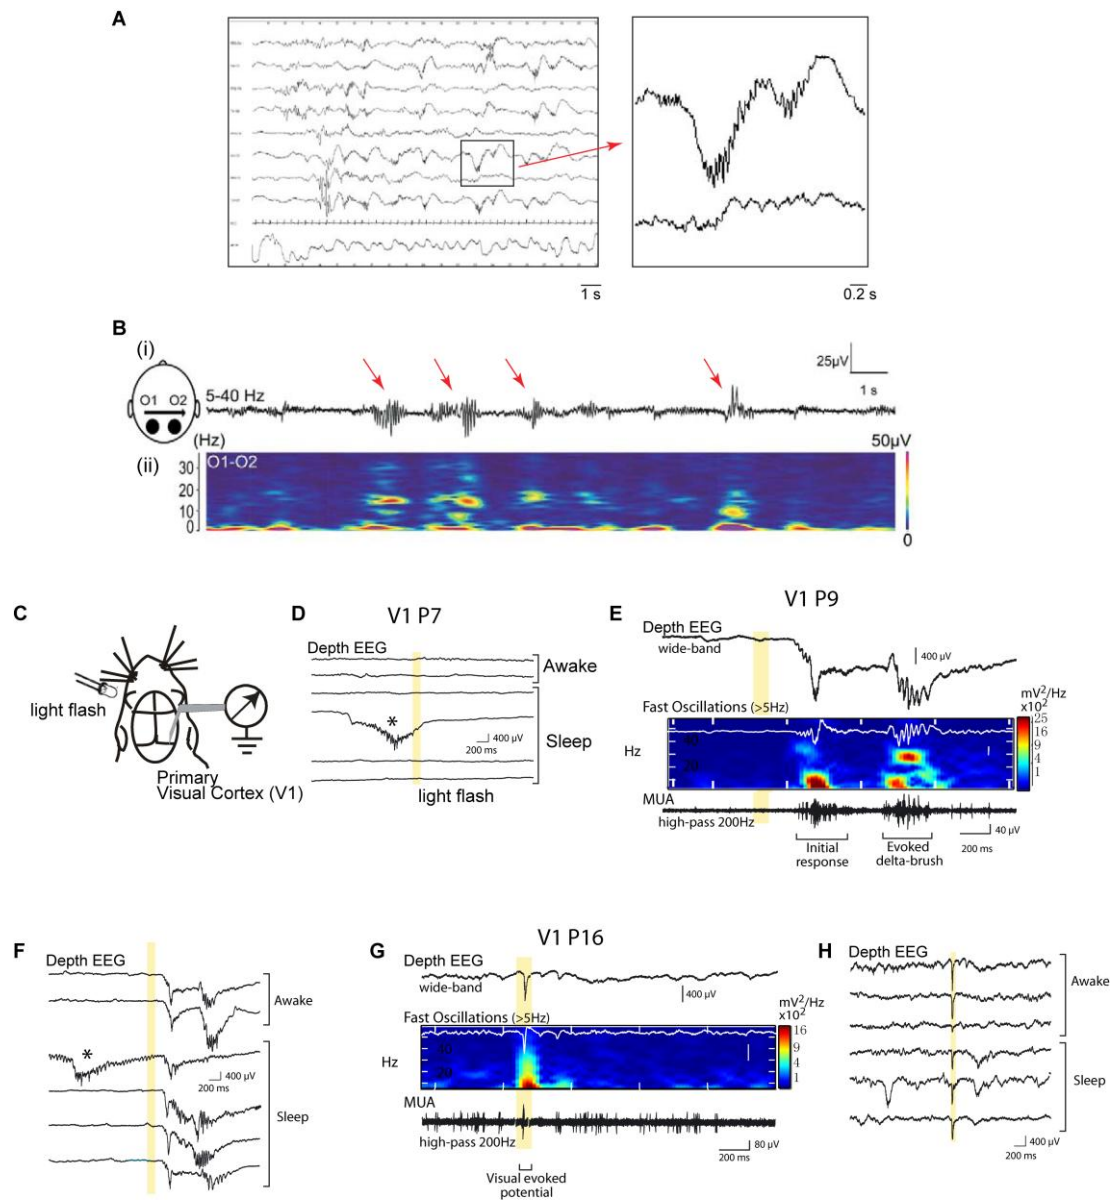 A
1 s
0.2 s
B
(i)
O1 O2
5-40 Hz
25μV
1 s
(Hz)
50μV
(ii)
O1-O2
30
20
10
0
0
C
light flash
Primary
Visual Cortex (V1)
D
V1 P7
Depth EEG
Awake
*
400 μV
200 ms
Sleep
light flash
E
V1 P9
Depth EEG
wide-band
400 μV
Fast Oscillations (>5Hz)
mV²/Hz
x10²
25
16
9
4
1
Hz
40
20
MUA
high-pass 200Hz
40 μV
200 ms
Initial
response
Evoked
delta-brush
F
Depth EEG
Awake
*
400 μV
200 ms
Sleep
G
V1 P16
Depth EEG
wide-band
400 μV
Fast Oscillations (>5Hz)
mV²/Hz
x10²
16
9
4
1
Hz
40
20
MUA
high-pass 200Hz
80 μV
200 ms
Visual evoked
potential
H
Depth EEG
Awake
Sleep
400 μV
200 ms